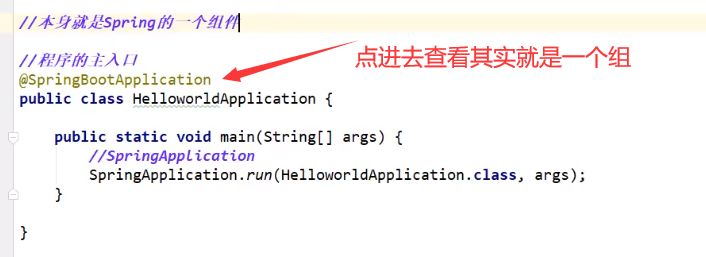 //本身就是Spring的一个组件
//程序的主入口
@SpringBootApplication
点进去查看其实就是一个组
public class HelloworldApplication {
public static void main(String[] args) {
//SpringApplication
SpringApplication.run(HelloworldApplication.class, args);
}
}